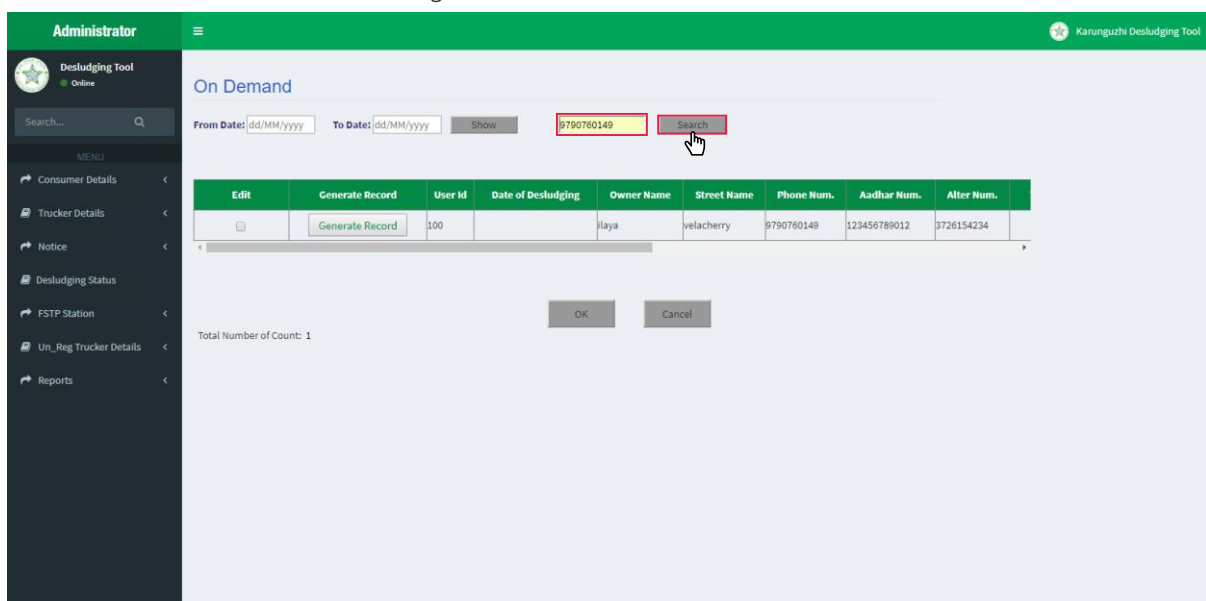 Administrator
Karunguzhi Desludging Tool
Desludging Tool
Online
On Demand
Search...
From Date: dd/MM/yyyy To Date: dd/MM/yyyy Show 9790760149 Search
MENU
Consumer Details
Trucker Details
Notice
Desludging Status
FSTP Station
Un_Reg Trucker Details
Reports
Edit Generate Record User Id Date of Desludging Owner Name Street Name Phone Num. Aadhar Num. Alter Num.
Generate Record 100 ilaya velacherry 9790760149 123456789012 3726154234
OK Cancel
Total Number of Count: 1